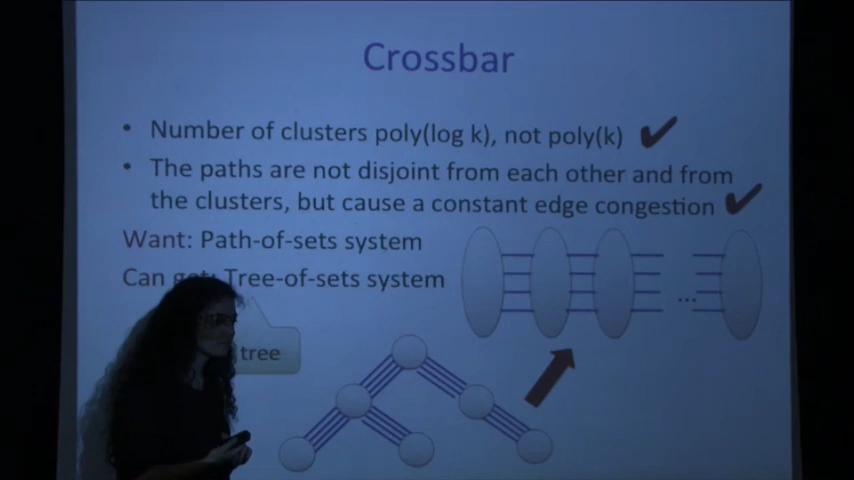 Crossbar
• Number of clusters poly(log k), not poly(k) ✔
• The paths are not disjoint from each other and from
the clusters, but cause a constant edge congestion ✔
Want: Path-of-sets system
Can get: Tree-of-sets system
...
tree